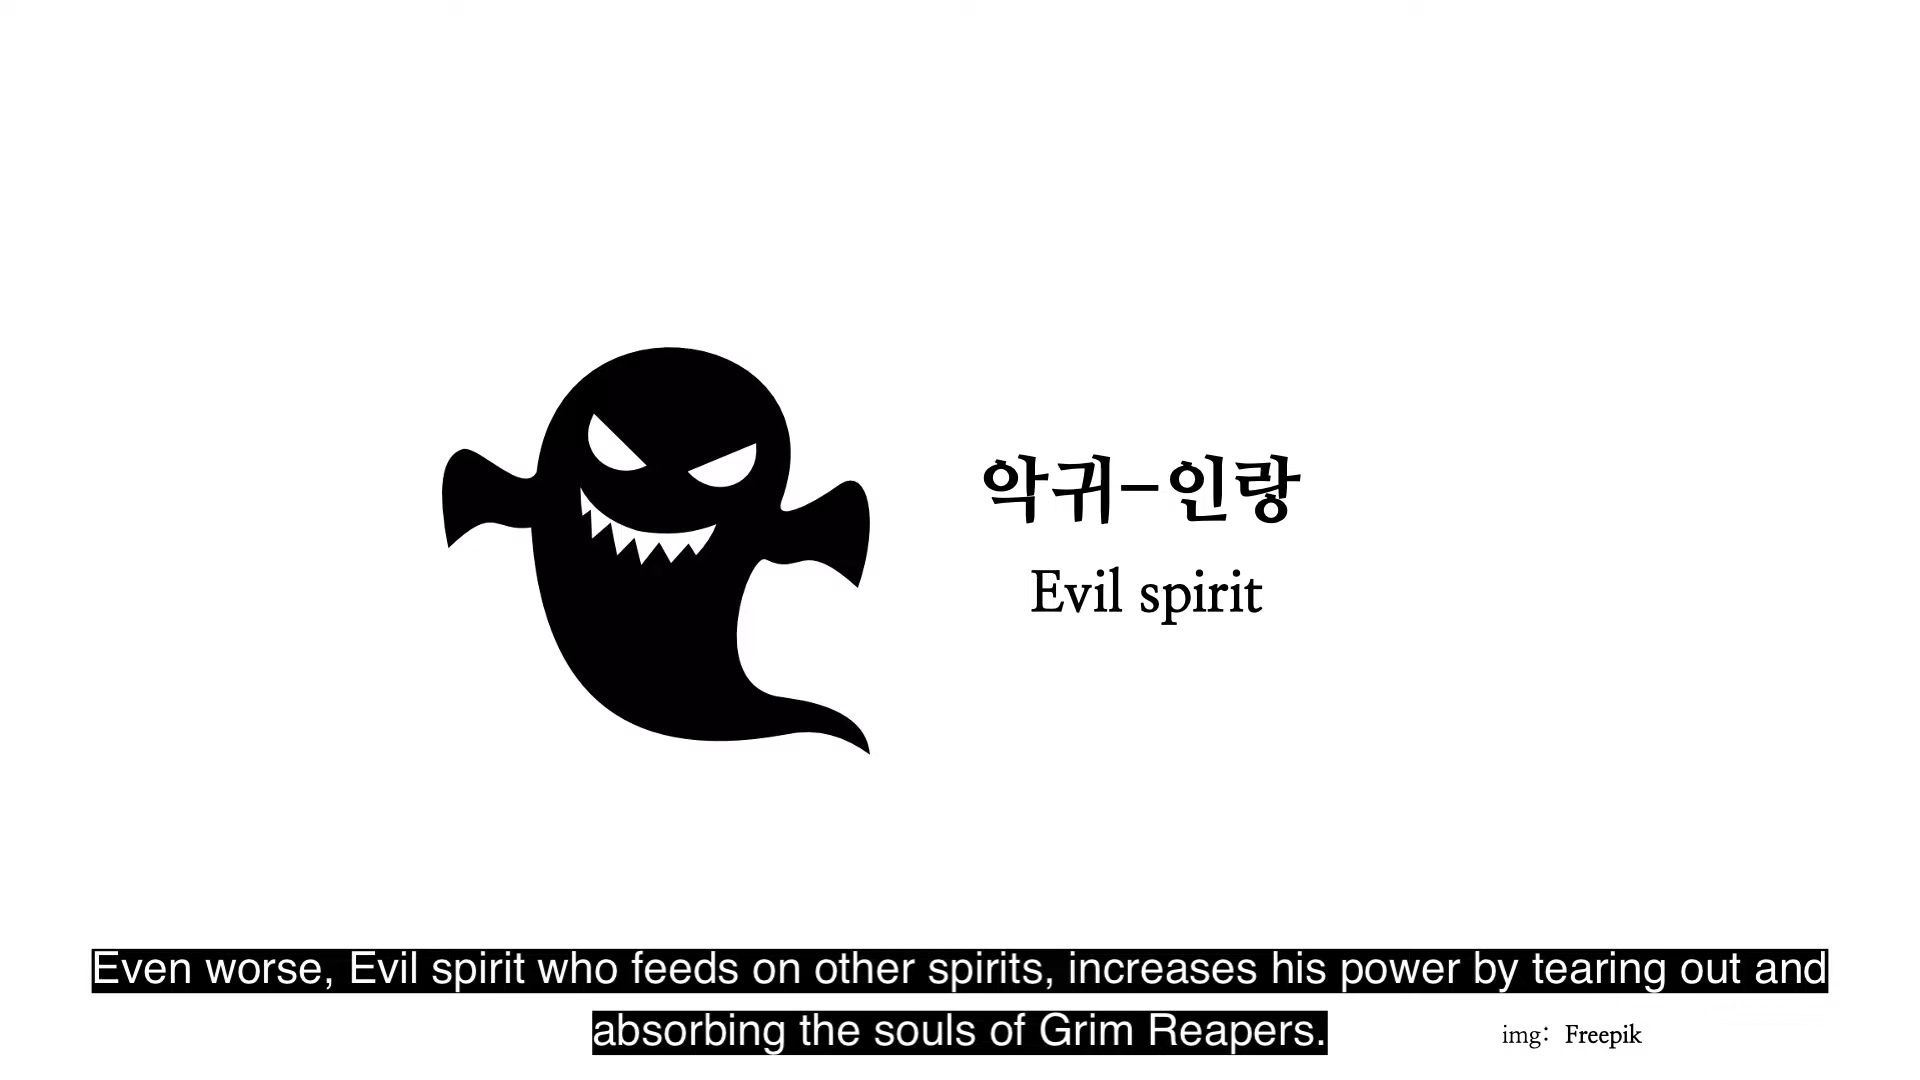 악귀-인랑
Evil spirit
Even worse, Evil spirit who feeds on other spirits, increases his power by tearing out and
absorbing the souls of Grim Reapers.
img: Freepik